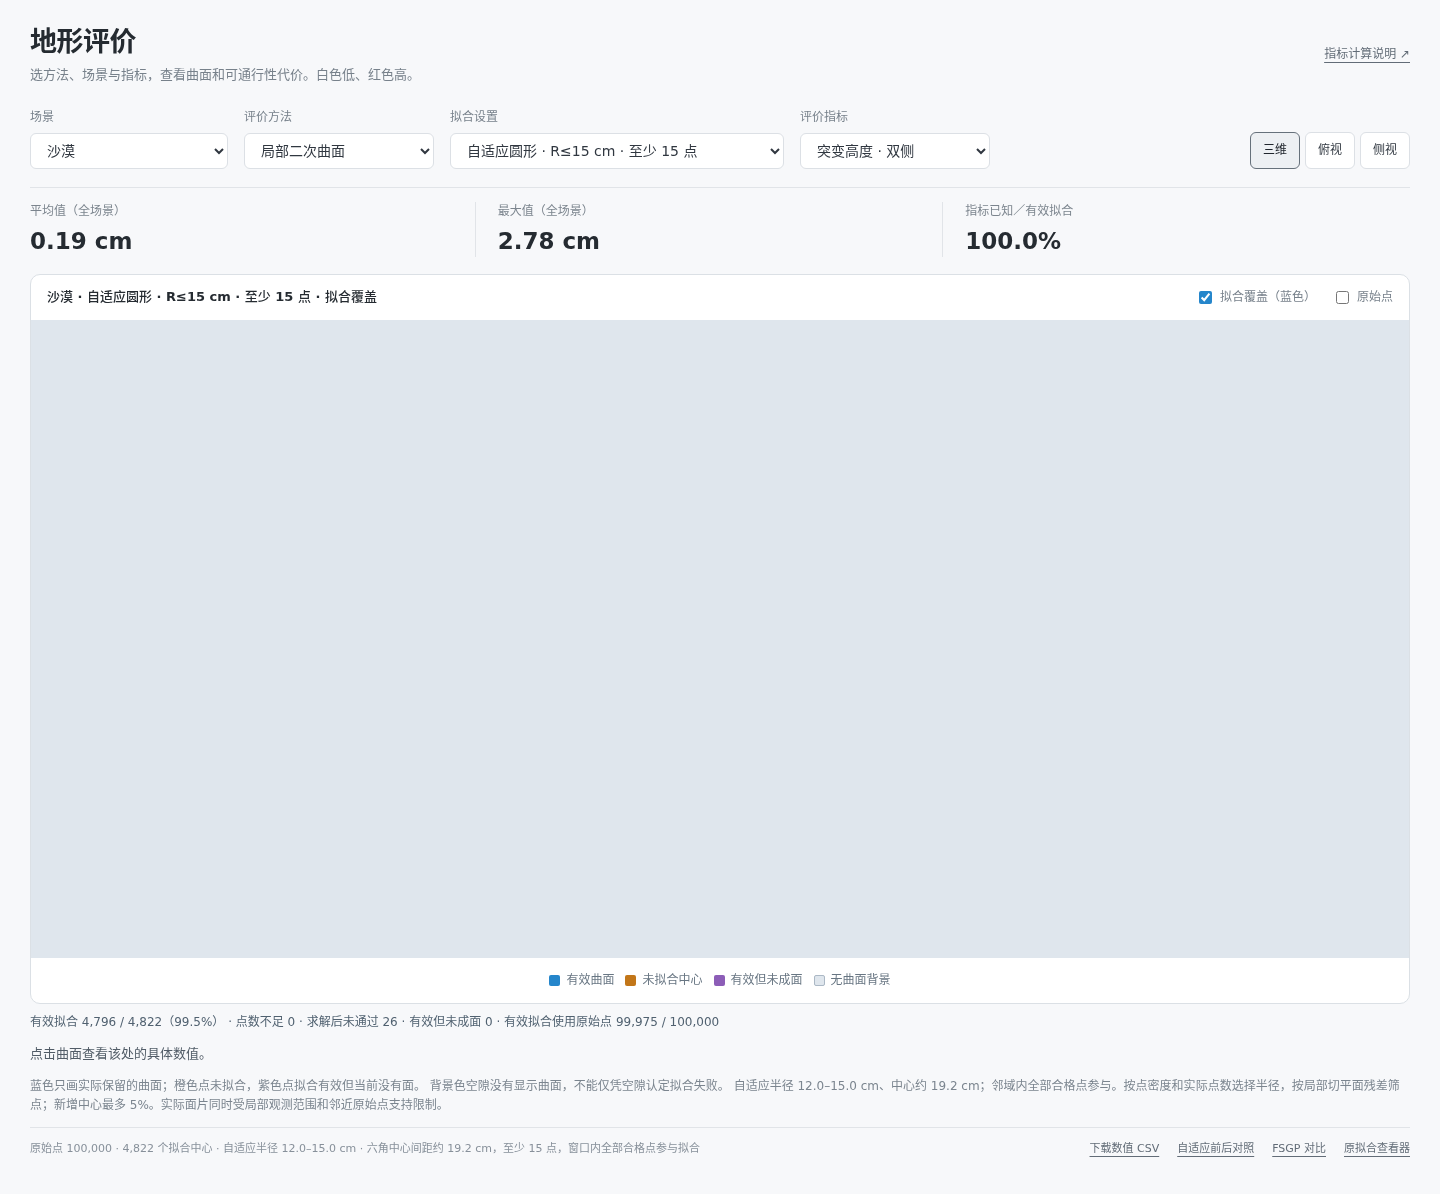 地形评价
选方法、场景与指标，查看曲面和可通行性代价。白色低、红色高。
指标计算说明 ↗
场景
评价方法
拟合设置
评价指标
沙漠
局部二次曲面
自适应圆形 · R≤15 cm · 至少 15 点
突变高度 · 双侧
三维
俯视
侧视
平均值（全场景）
0.19 cm
最大值（全场景）
2.78 cm
指标已知／有效拟合
100.0%
沙漠 · 自适应圆形 · R≤15 cm · 至少 15 点 · 拟合覆盖
拟合覆盖（蓝色）
原始点
有效曲面
未拟合中心
有效但未成面
无曲面背景
有效拟合 4,796 / 4,822（99.5%） · 点数不足 0 · 求解后未通过 26 · 有效但未成面 0 · 有效拟合使用原始点 99,975 / 100,000
点击曲面查看该处的具体数值。
蓝色只画实际保留的曲面；橙色点未拟合，紫色点拟合有效但当前没有面。 背景色空隙没有显示曲面，不能仅凭空隙认定拟合失败。 自适应半径 12.0–15.0 cm、中心约 19.2 cm；邻域内全部合格点参与。按点密度和实际点数选择半径，按局部切平面残差筛
点；新增中心最多 5%。实际面片同时受局部观测范围和邻近原始点支持限制。
原始点 100,000 · 4,822 个拟合中心 · 自适应半径 12.0–15.0 cm · 六角中心间距约 19.2 cm，至少 15 点，窗口内全部合格点参与拟合
下载数值 CSV
自适应前后对照
FSGP 对比
原拟合查看器